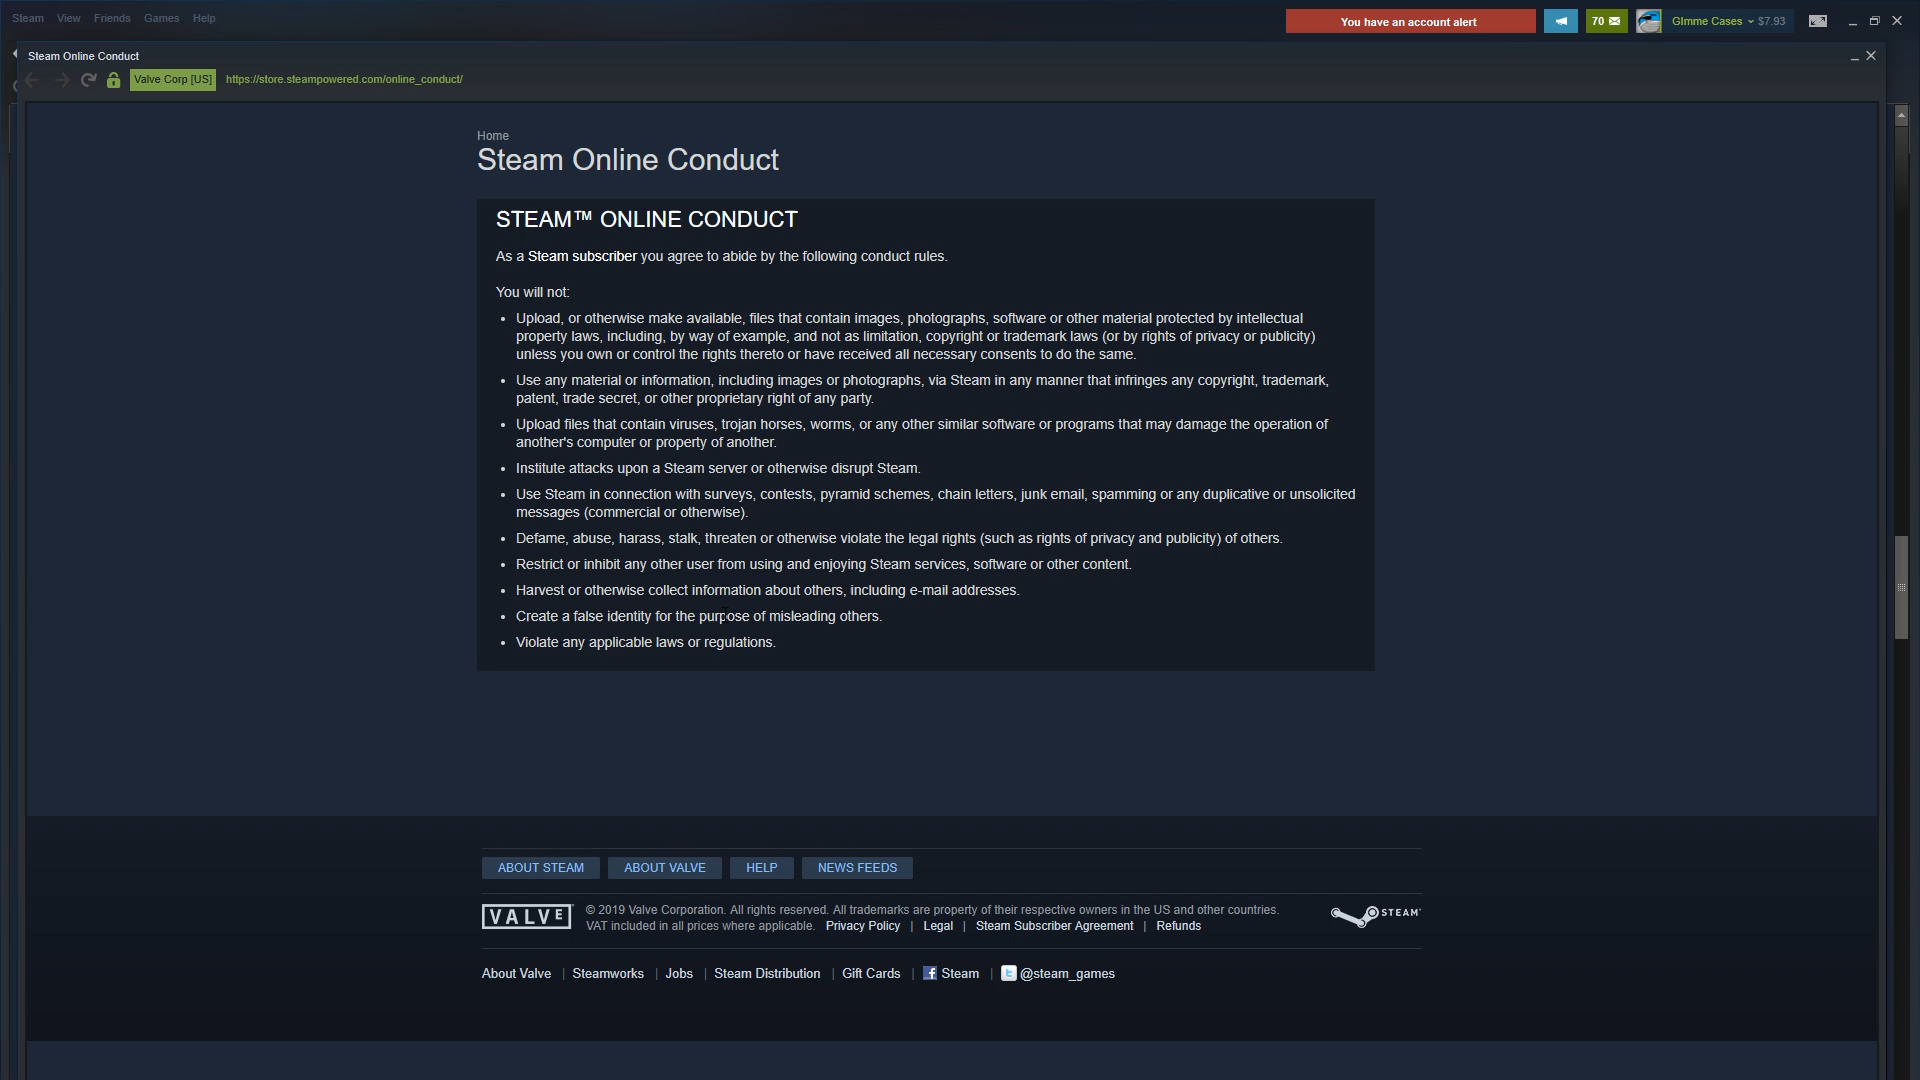 Steam View Friends Games Help
You have an account alert
70
GImme Cases $7.93
Steam Online Conduct
Valve Corp [US] https://store.steampowered.com/online_conduct/
Home
Steam Online Conduct
STEAM™ ONLINE CONDUCT
As a Steam subscriber you agree to abide by the following conduct rules.
You will not:
• Upload, or otherwise make available, files that contain images, photographs, software or other material protected by intellectual
property laws, including, by way of example, and not as limitation, copyright or trademark laws (or by rights of privacy or publicity)
unless you own or control the rights thereto or have received all necessary consents to do the same.
• Use any material or information, including images or photographs, via Steam in any manner that infringes any copyright, trademark,
patent, trade secret, or other proprietary right of any party.
• Upload files that contain viruses, trojan horses, worms, or any other similar software or programs that may damage the operation of
another's computer or property of another.
• Institute attacks upon a Steam server or otherwise disrupt Steam.
• Use Steam in connection with surveys, contests, pyramid schemes, chain letters, junk email, spamming or any duplicative or unsolicited
messages (commercial or otherwise).
• Defame, abuse, harass, stalk, threaten or otherwise violate the legal rights (such as rights of privacy and publicity) of others.
• Restrict or inhibit any other user from using and enjoying Steam services, software or other content.
• Harvest or otherwise collect information about others, including e-mail addresses.
• Create a false identity for the purpose of misleading others.
• Violate any applicable laws or regulations.
ABOUT STEAM ABOUT VALVE HELP NEWS FEEDS
VALVE
© 2019 Valve Corporation. All rights reserved. All trademarks are property of their respective owners in the US and other countries.
VAT included in all prices where applicable. Privacy Policy | Legal | Steam Subscriber Agreement | Refunds
STEAM
About Valve | Steamworks | Jobs | Steam Distribution | Gift Cards | Steam | @steam_games